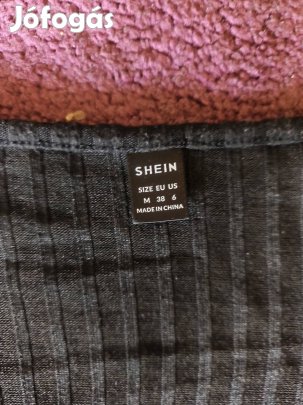 Jófogás
SHEIN
SIZE EU US
M 38 6
MADE IN CHINA